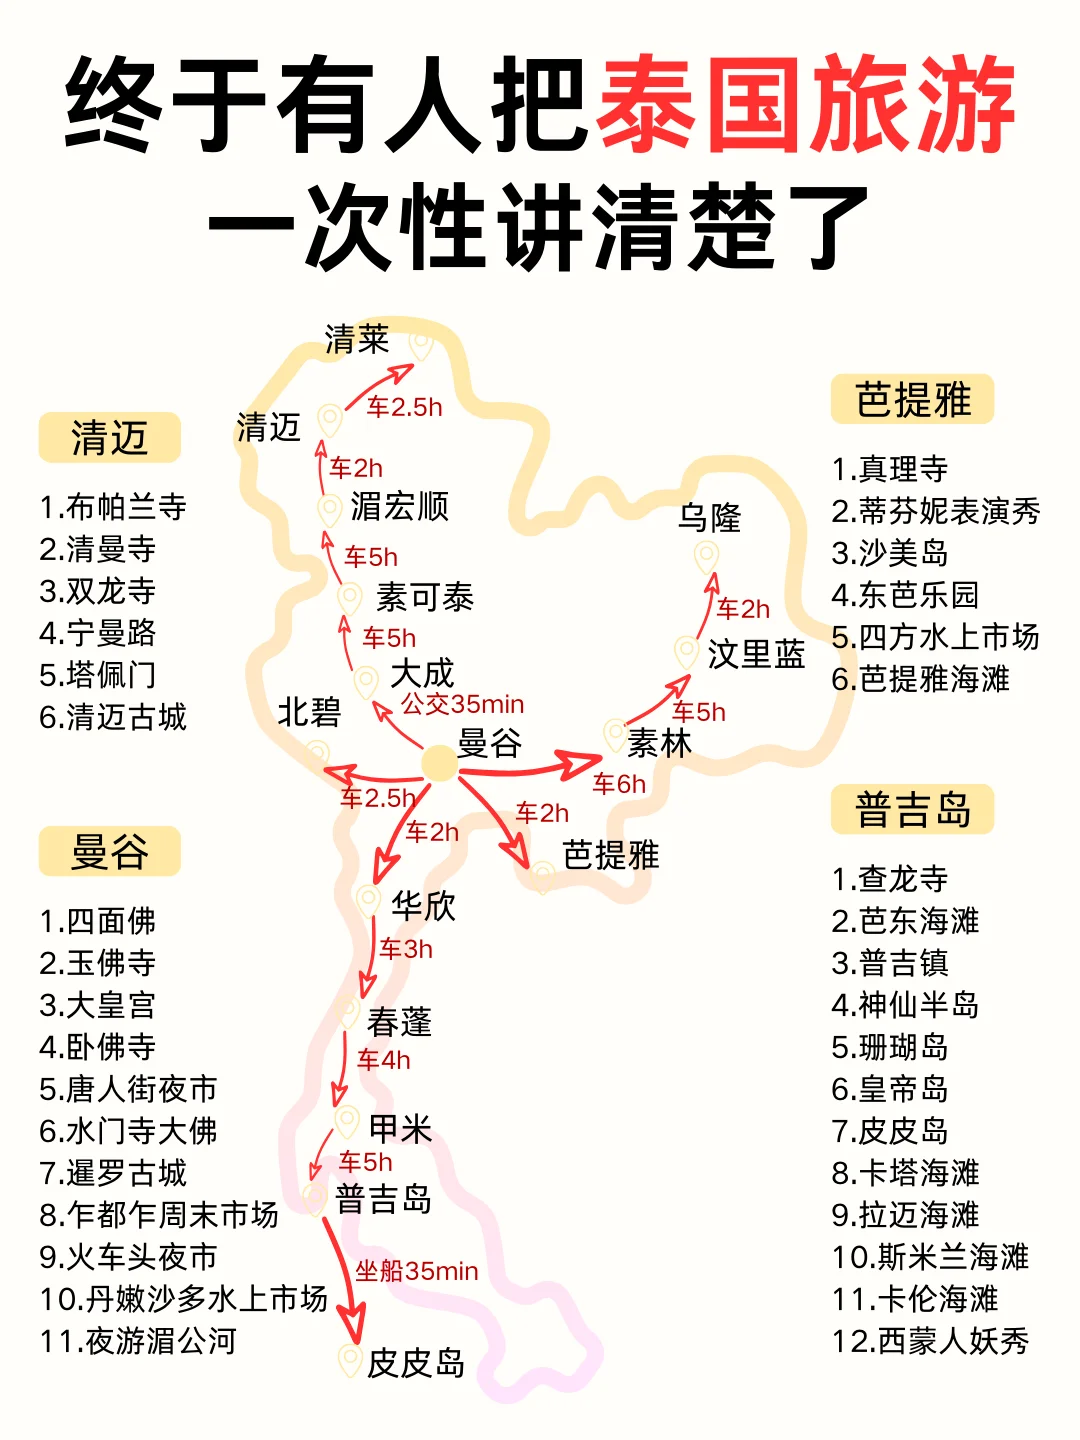 终于有人把泰国旅游
一次性讲清楚了
清莱
车2.5h
清迈
车2h
湄宏顺
车5h
素可泰
车5h
大成
公交35min
北碧
曼谷
车2.5h
乌隆
车2h
汶里蓝
车5h
素林
车6h
车2h
车2h
芭提雅
华欣
车3h
春蓬
车4h
甲米
车5h
普吉岛
坐船35min
皮皮岛
清迈
1.布帕兰寺
2.清曼寺
3.双龙寺
4.宁曼路
5.塔佩门
6.清迈古城
曼谷
1.四面佛
2.玉佛寺
3.大皇宫
4.卧佛寺
5.唐人街夜市
6.水门寺大佛
7.暹罗古城
8.乍都乍周末市场
9.火车头夜市
10.丹嫩沙多水上市场
11.夜游湄公河
芭提雅
1.真理寺
2.蒂芬妮表演秀
3.沙美岛
4.东芭乐园
5.四方水上市场
6.芭提雅海滩
普吉岛
1.查龙寺
2.芭东海滩
3.普吉镇
4.神仙半岛
5.珊瑚岛
6.皇帝岛
7.皮皮岛
8.卡塔海滩
9.拉迈海滩
10.斯米兰海滩
11.卡伦海滩
12.西蒙人妖秀